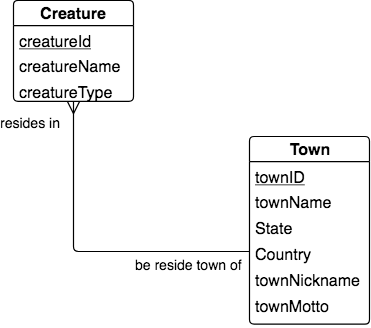 Creature
creatureId
creatureName
creatureType
resides in
Town
townID
townName
State
Country
townNickname
townMotto
be reside town of